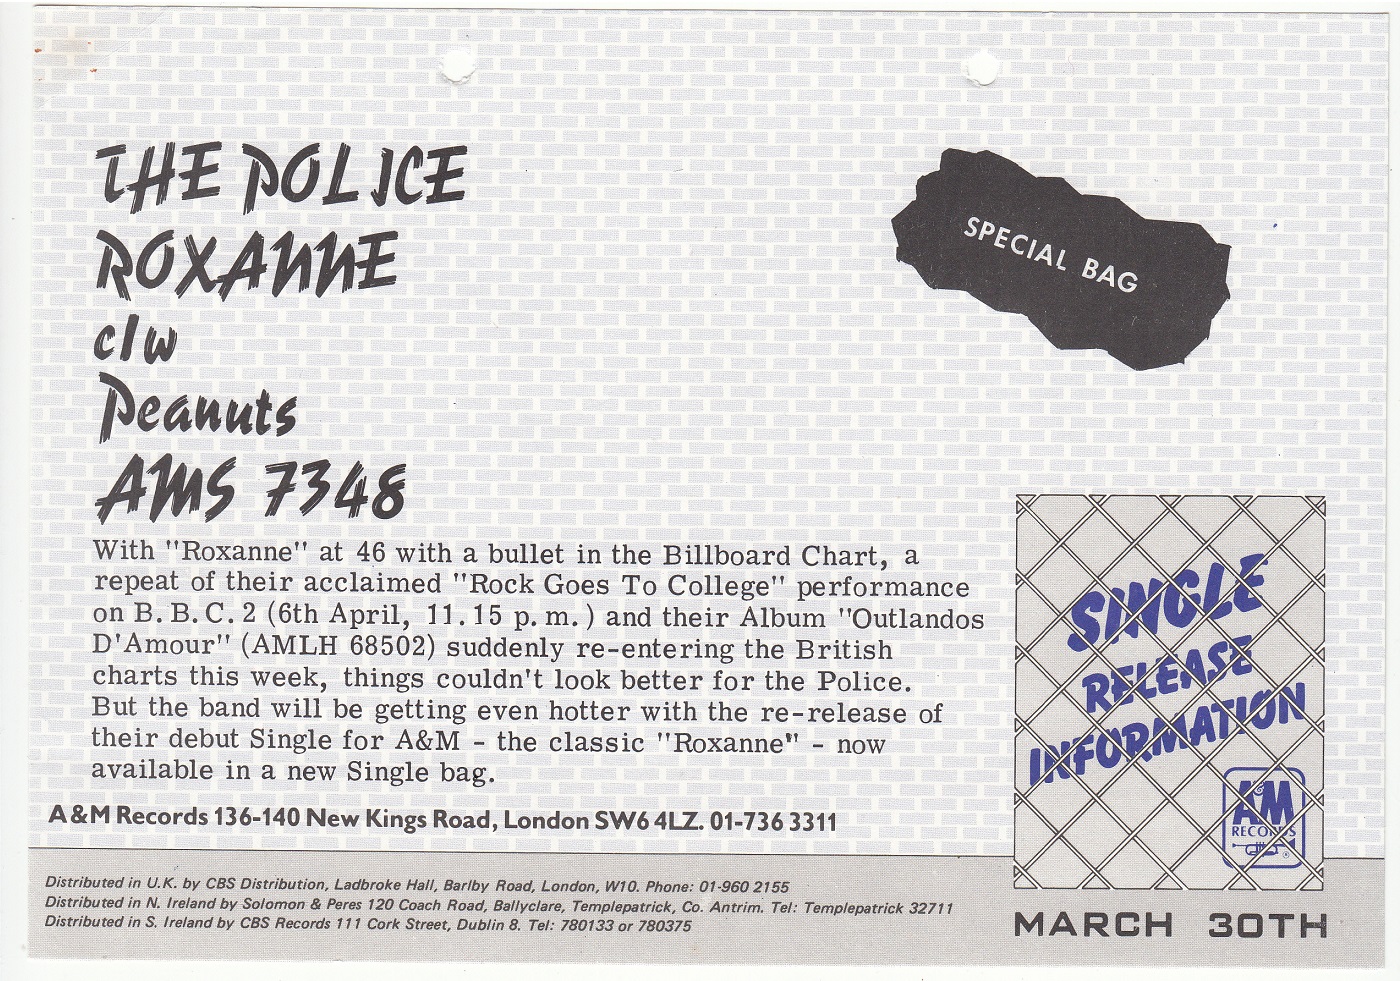 THE POLICE
ROXANNE
c/w
Peanuts
AMS 7348
SPECIAL BAG
With "Roxanne" at 46 with a bullet in the Billboard Chart, a
repeat of their acclaimed "Rock Goes To College" performance
on B.B.C.2 (6th April, 11.15 p.m.) and their Album "Outlandos
D'Amour" (AMLH 68502) suddenly re-entering the British
charts this week, things couldn't look better for the Police.
But the band will be getting even hotter with the re-release of
their debut Single for A&M - the classic "Roxanne" - now
available in a new Single bag.
A&M Records 136-140 New Kings Road, London SW6 4LZ. 01-736 3311
SINGLE
RELEASE
INFORMATION
A&M
RECORDS
®
Distributed in U.K. by CBS Distribution, Ladbroke Hall, Barlby Road, London, W10. Phone: 01-960 2155
Distributed in N. Ireland by Solomon & Peres 120 Coach Road, Ballyclare, Templepatrick, Co. Antrim. Tel: Templepatrick 32711
Distributed in S. Ireland by CBS Records 111 Cork Street, Dublin 8. Tel: 780133 or 780375
MARCH 30TH